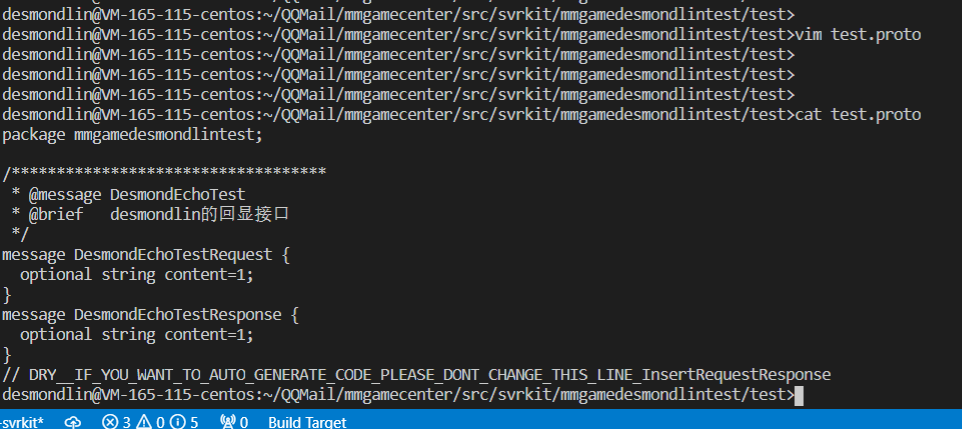 desmondlin@VM-165-115-centos:~/QQMail/mmgamecenter/src/svrkit/mmgamedesmondlintest/test>
desmondlin@VM-165-115-centos:~/QQMail/mmgamecenter/src/svrkit/mmgamedesmondlintest/test>vim test.proto
desmondlin@VM-165-115-centos:~/QQMail/mmgamecenter/src/svrkit/mmgamedesmondlintest/test>
desmondlin@VM-165-115-centos:~/QQMail/mmgamecenter/src/svrkit/mmgamedesmondlintest/test>
desmondlin@VM-165-115-centos:~/QQMail/mmgamecenter/src/svrkit/mmgamedesmondlintest/test>
desmondlin@VM-165-115-centos:~/QQMail/mmgamecenter/src/svrkit/mmgamedesmondlintest/test>cat test.proto
package mmgamedesmondlintest;
/***********************************
 * @message DesmondEchoTest
 * @brief   desmondlin的回显接口
 */
message DesmondEchoTestRequest {
  optional string content=1;
}
message DesmondEchoTestResponse {
  optional string content=1;
}
// DRY__IF_YOU_WANT_TO_AUTO_GENERATE_CODE_PLEASE_DONT_CHANGE_THIS_LINE_InsertRequestResponse
desmondlin@VM-165-115-centos:~/QQMail/mmgamecenter/src/svrkit/mmgamedesmondlintest/test>
-svrkit* 3 0 5 0 Build Target